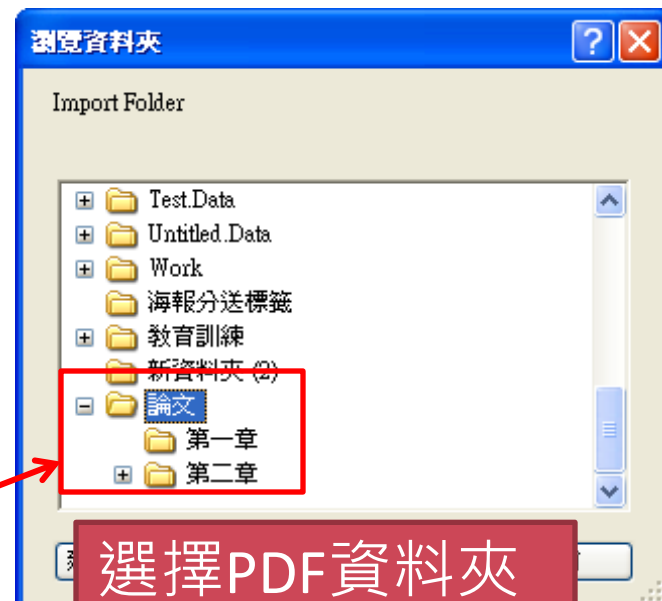 瀏覽資料夾
Import Folder
Test.Data
Untitled.Data
Work
海報分送標籤
教育訓練
新資料夾 (2)
論文
第一章
第二章
選擇PDF資料夾